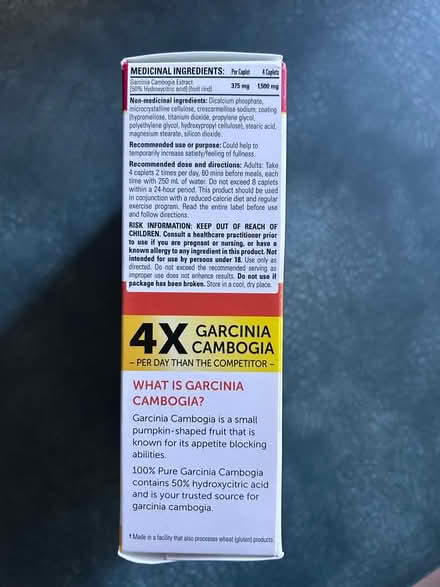 MEDICINAL INGREDIENTS: Per Caplet 4 Caplets
Garcinia Cambogia Extract
[50% Hydroxycitric acid] (fruit rind) 375 mg 1,500 mg
Non-medicinal ingredients: Dicalcium phosphate,
microcrystalline cellulose, croscarmellose sodium, coating
(hypromellose, titanium dioxide, propylene glycol,
polyethylene glycol, hydroxypropyl cellulose), stearic acid,
magnesium stearate, silicon dioxide.
Recommended use or purpose: Could help to
temporarily increase satiety/feeling of fullness.
Recommended dose and directions: Adults: Take
4 caplets 2 times per day, 60 mins before meals, each
time with 250 mL of water. Do not exceed 8 caplets
within a 24-hour period. This product should be used
in conjunction with a reduced calorie diet and regular
exercise program. Read the entire label before use
and follow directions.
RISK INFORMATION: KEEP OUT OF REACH OF
CHILDREN. Consult a healthcare practitioner prior
to use if you are pregnant or nursing, or have a
known allergy to any ingredient in this product. Not
intended for use by persons under 18. Use only as
directed. Do not exceed the recommended serving as
improper use does not enhance results. Do not use if
package has been broken. Store in a cool, dry place.
4X GARCINIA
CAMBOGIA
– PER DAY THAN THE COMPETITOR –
WHAT IS GARCINIA
CAMBOGIA?
Garcinia Cambogia is a small
pumpkin-shaped fruit that is
known for its appetite blocking
abilities.
100% Pure Garcinia Cambogia
contains 50% hydroxycitric acid
and is your trusted source for
garcinia cambogia.
† Made in a facility that also processes wheat (gluten) products